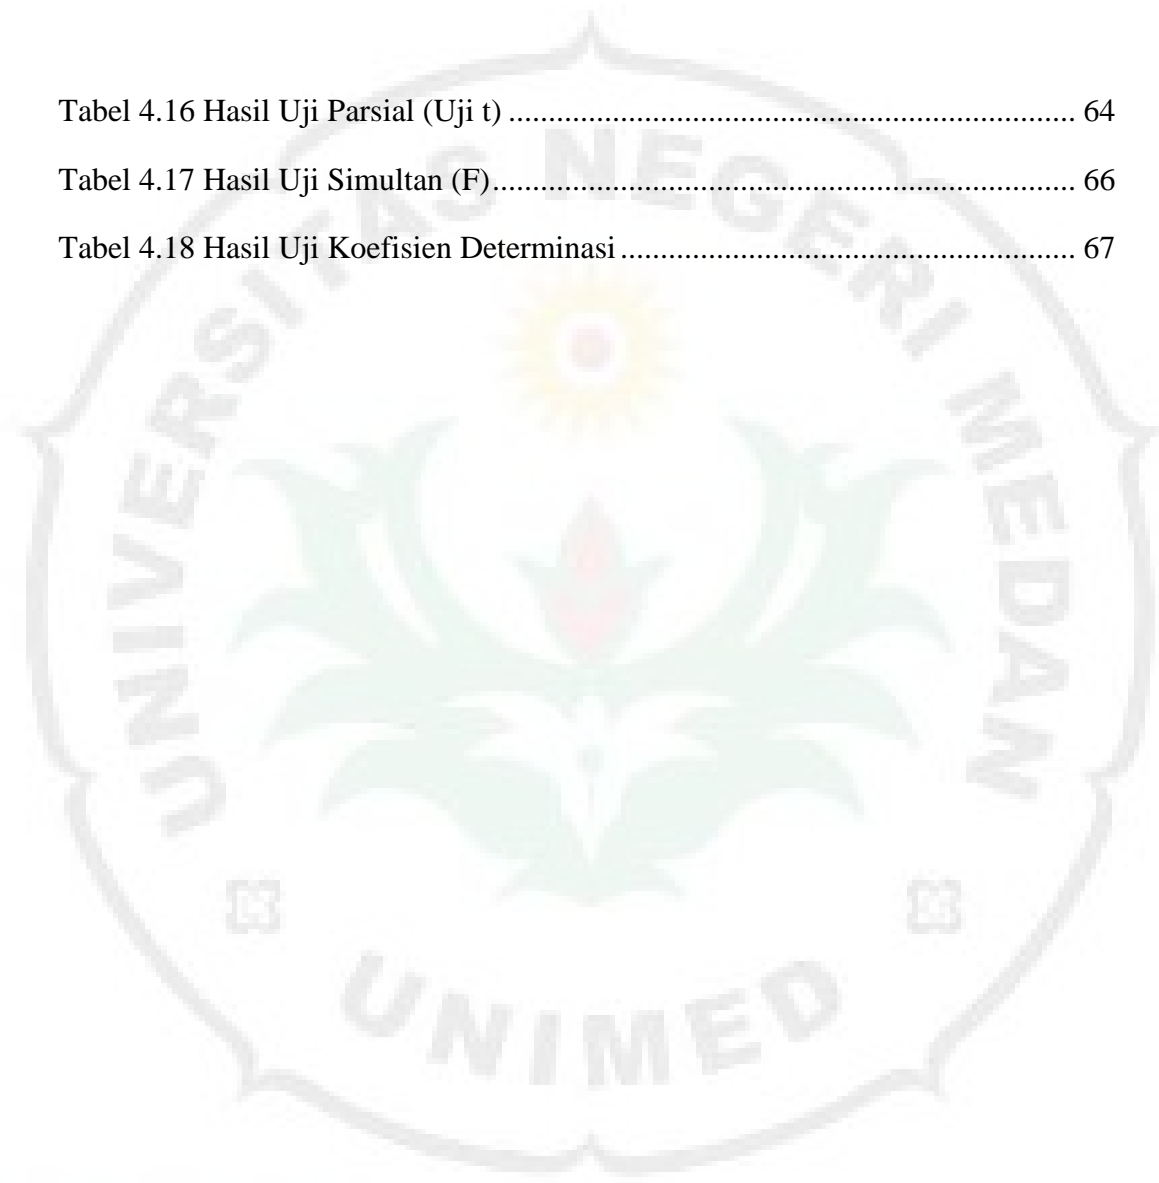 Tabel 4.16 Hasil Uji Parsial (Uji t) ....................................................................... 64
Tabel 4.17 Hasil Uji Simultan (F)......................................................................... 66
Tabel 4.18 Hasil Uji Koefisien Determinasi ......................................................... 67
UNIVERSITAS NEGERI MEDAN
UNIMED